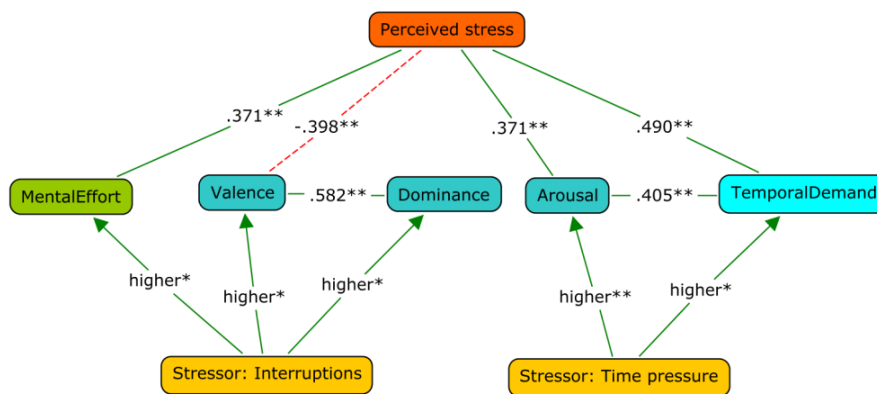 Perceived stress
.371**
-.398**
.371**
.490**
MentalEffort
Valence
.582**
Dominance
Arousal
.405**
TemporalDemand
higher*
higher*
higher*
higher**
higher*
Stressor: Interruptions
Stressor: Time pressure